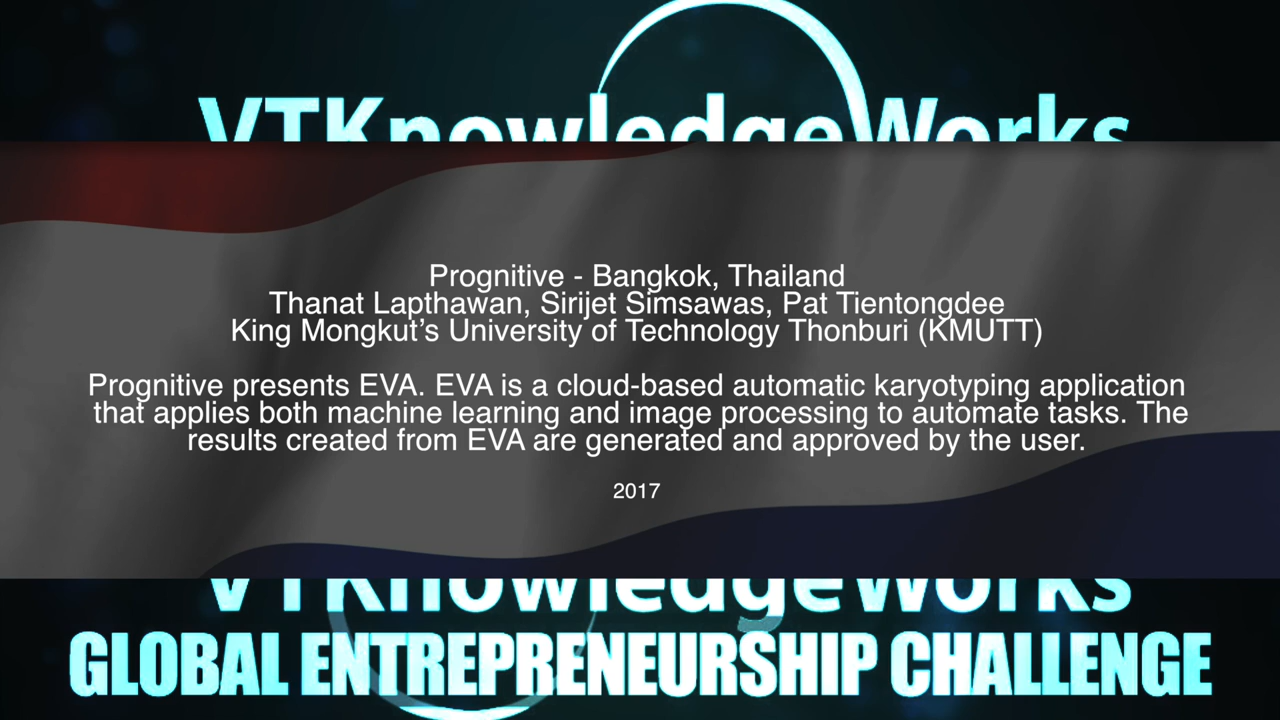 VTKnowledgeWorks
Prognitive - Bangkok, Thailand
Thanat Lapthawan, Sirijet Simsawas, Pat Tientongdee
King Mongkut’s University of Technology Thonburi (KMUTT)
Prognitive presents EVA. EVA is a cloud-based automatic karyotyping application
that applies both machine learning and image processing to automate tasks. The
results created from EVA are generated and approved by the user.
2017
VTKnowledgeWorks
GLOBAL ENTREPRENEURSHIP CHALLENGE